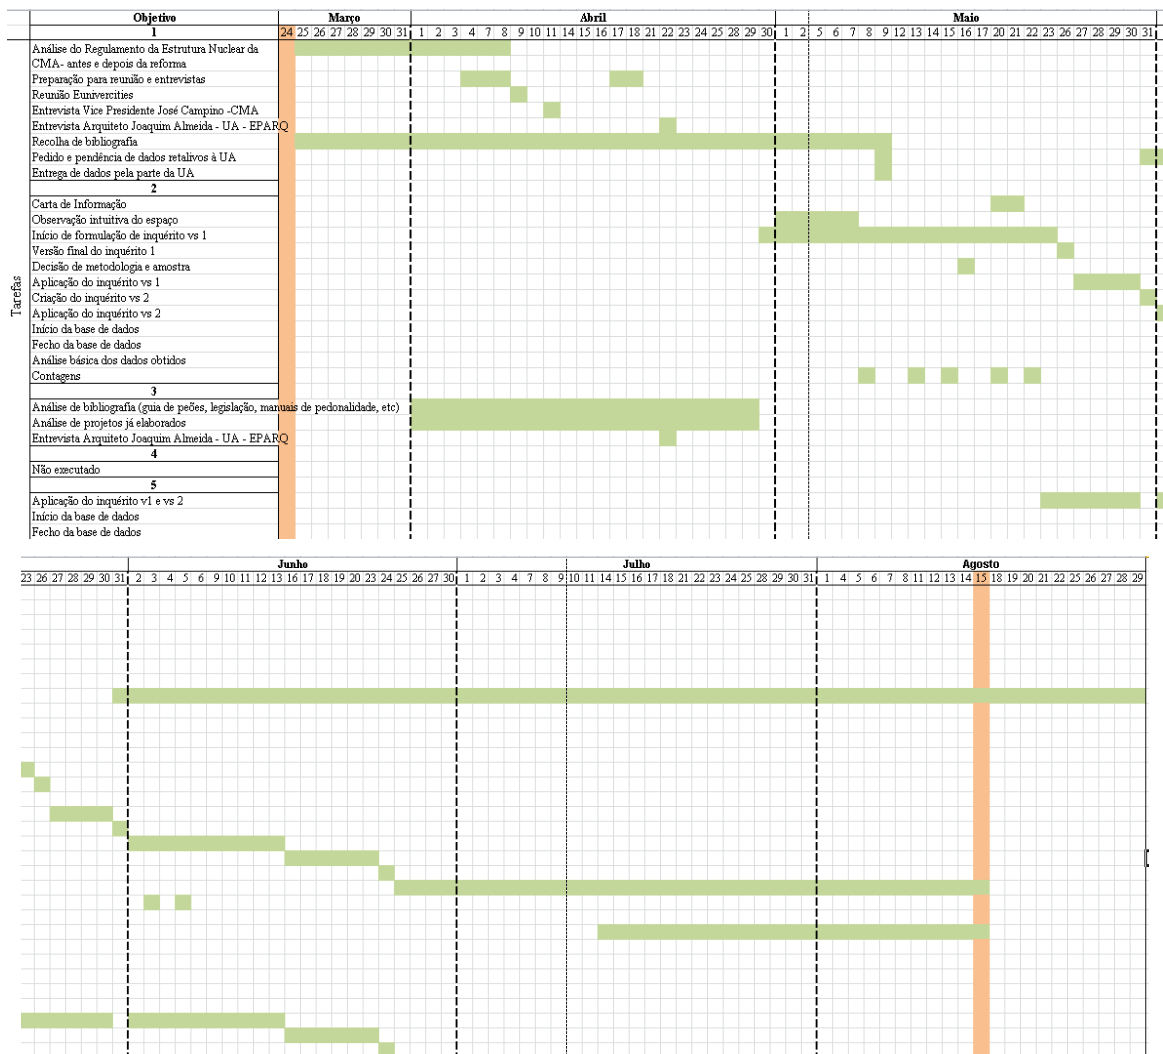 Objetivo Março Abril Maio
1 24 25 26 27 28 29 30 31 1 2 3 4 7 8 9 10 11 14 15 16 17 18 21 22 23 24 25 28 29 30 1 2 5 6 7 8 9 12 13 14 15 16 19 20 21 22 23 26 27 28 29 30 31
Tarefas
Análise do Regulamento da Estrutura Nuclear da
CMA- antes e depois da reforma
Preparação para reunião e entrevistas
Reunião Eunivercities
Entrevista Vice Presidente José Campino -CMA
Entrevista Arquiteto Joaquim Almeida - UA - EPARQ
Recolha de bibliografia
Pedido e pendência de dados retalivos à UA
Entrega de dados pela parte da UA
2
Carta de Informação
Observação intuitiva do espaço
Início de formulação de inquérito vs 1
Versão final do inquérito 1
Decisão de metodologia e amostra
Aplicação do inquérito vs 1
Criação do inquérito vs 2
Aplicação do inquérito vs 2
Início da base de dados
Fecho da base de dados
Análise básica dos dados obtidos
Contagens
3
Análise de bibliografia (guia de peões, legislação, manuais de pedonalidade, etc)
Análise de projetos já elaborados
Entrevista Arquiteto Joaquim Almeida - UA - EPARQ
4
Não executado
5
Aplicação do inquérito v1 e vs 2
Início da base de dados
Fecho da base de dados
Junho Julho Agosto
23 26 27 28 29 30 31 2 3 4 5 6 9 10 11 12 13 16 17 18 19 20 23 24 25 26 27 30 1 2 3 4 7 8 9 10 11 14 15 16 17 18 21 22 23 24 25 28 29 30 31 1 4 5 6 7 8 11 12 13 14 15 18 19 20 21 22 25 26 27 28 29